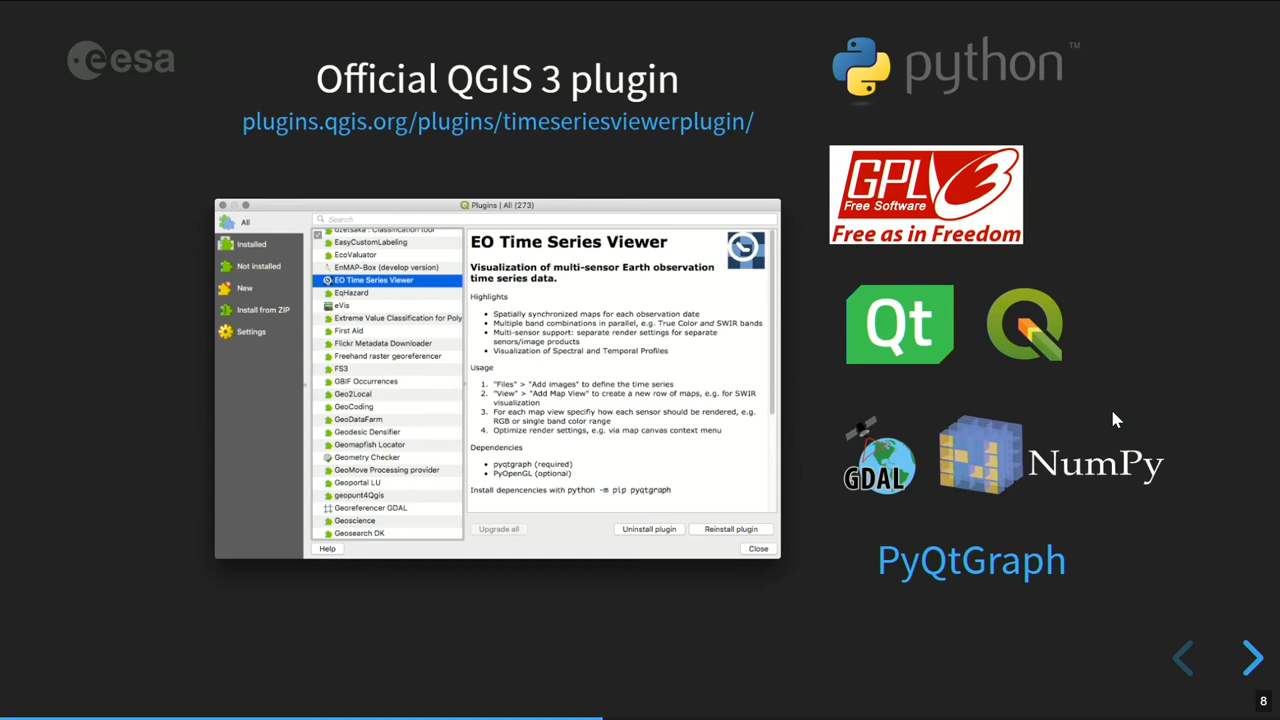 esa
Official QGIS 3 plugin
plugins.qgis.org/plugins/timeseriesviewerplugin/
python™
GPL v3
Free Software
Free as in Freedom
Qt
GDAL
NumPy
PyQtGraph
Plugins | All (273)
All
Installed
Not installed
New
Install from ZIP
Settings
Search
dzetsaka : Classification tool
EasyCustomLabeling
EcoValuator
EnMAP-Box (develop version)
EO Time Series Viewer
EqHazard
eVis
Extreme Value Classification for Poly
First Aid
Flickr Metadata Downloader
Freehand raster georeferencer
FS3
GBIF Occurrences
Geo2Local
GeoCoding
GeoDataFarm
Geodesic Densifier
Geomapfish Locator
Geometry Checker
GeoMove Processing provider
Geoportal LU
geopunt4Qgis
Georeferencer GDAL
Geoscience
Geosearch DK
EO Time Series Viewer
Visualization of multi-sensor Earth observation
time series data.
Highlights
• Spatially synchronized maps for each observation date
• Multiple band combinations in parallel, e.g. True Color and SWIR bands
• Multi-sensor support: separate render settings for separate
senors/image products
• Visualization of Spectral and Temporal Profiles
Usage
1. "Files" > "Add images" to define the time series
2. "View" > "Add Map View" to create a new row of maps, e.g. for SWIR
visualization
3. For each map view specify how each sensor should be rendered, e.g.
RGB or single band color range
4. Optimize render settings, e.g. via map canvas context menu
Dependencies
• pyqtgraph (required)
• PyOpenGL (optional)
Install depencencies with python -m pip pyqtgraph
Upgrade all
Uninstall plugin
Reinstall plugin
Help
Close
8